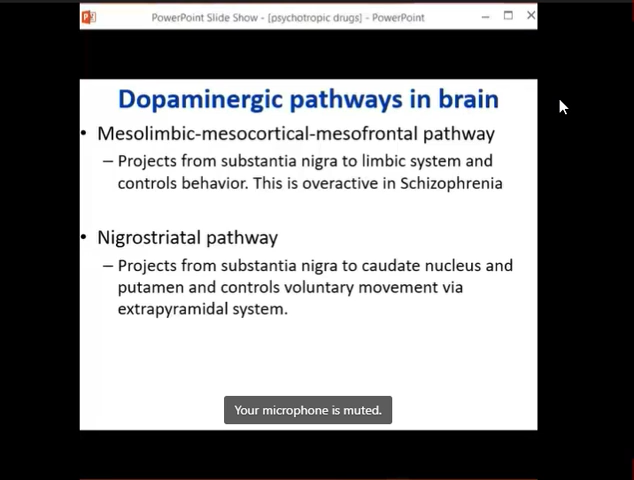 PowerPoint Slide Show - [psychotropic drugs] - PowerPoint
Dopaminergic pathways in brain
• Mesolimbic-mesocortical-mesofrontal pathway
– Projects from substantia nigra to limbic system and
controls behavior. This is overactive in Schizophrenia
• Nigrostriatal pathway
– Projects from substantia nigra to caudate nucleus and
putamen and controls voluntary movement via
extrapyramidal system.
Your microphone is muted.